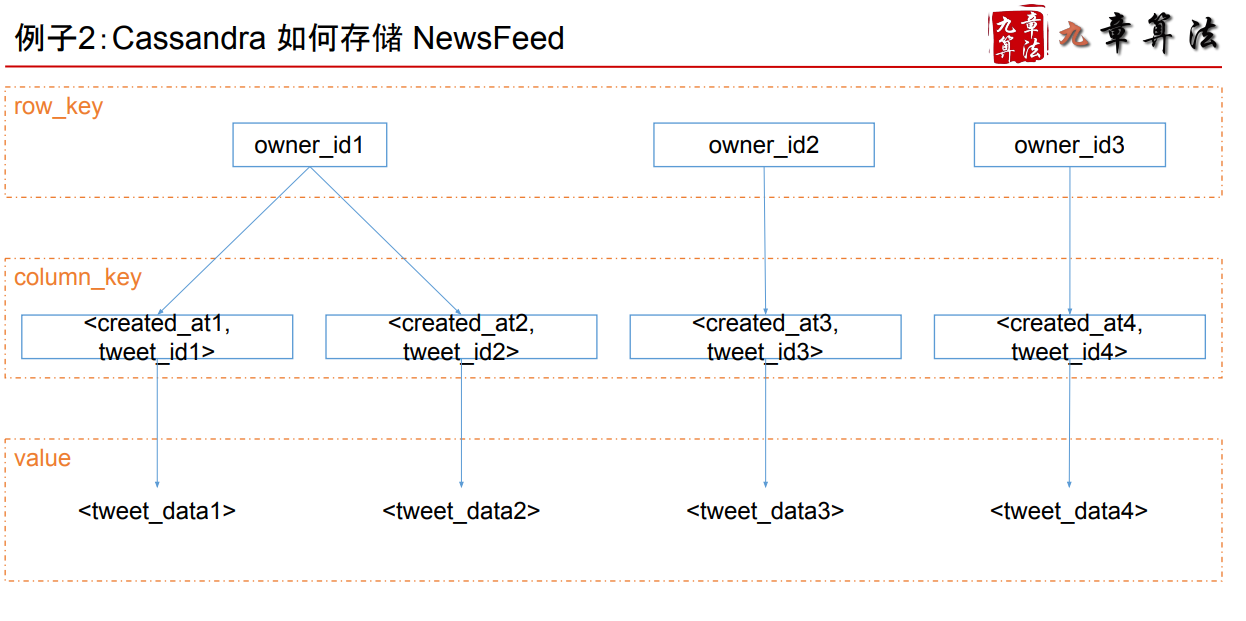 例子2：Cassandra 如何存储 NewsFeed
九章算法
九章算法
row_key
owner_id1
owner_id2
owner_id3
column_key
<created_at1,
tweet_id1>
<created_at2,
tweet_id2>
<created_at3,
tweet_id3>
<created_at4,
tweet_id4>
value
<tweet_data1>
<tweet_data2>
<tweet_data3>
<tweet_data4>